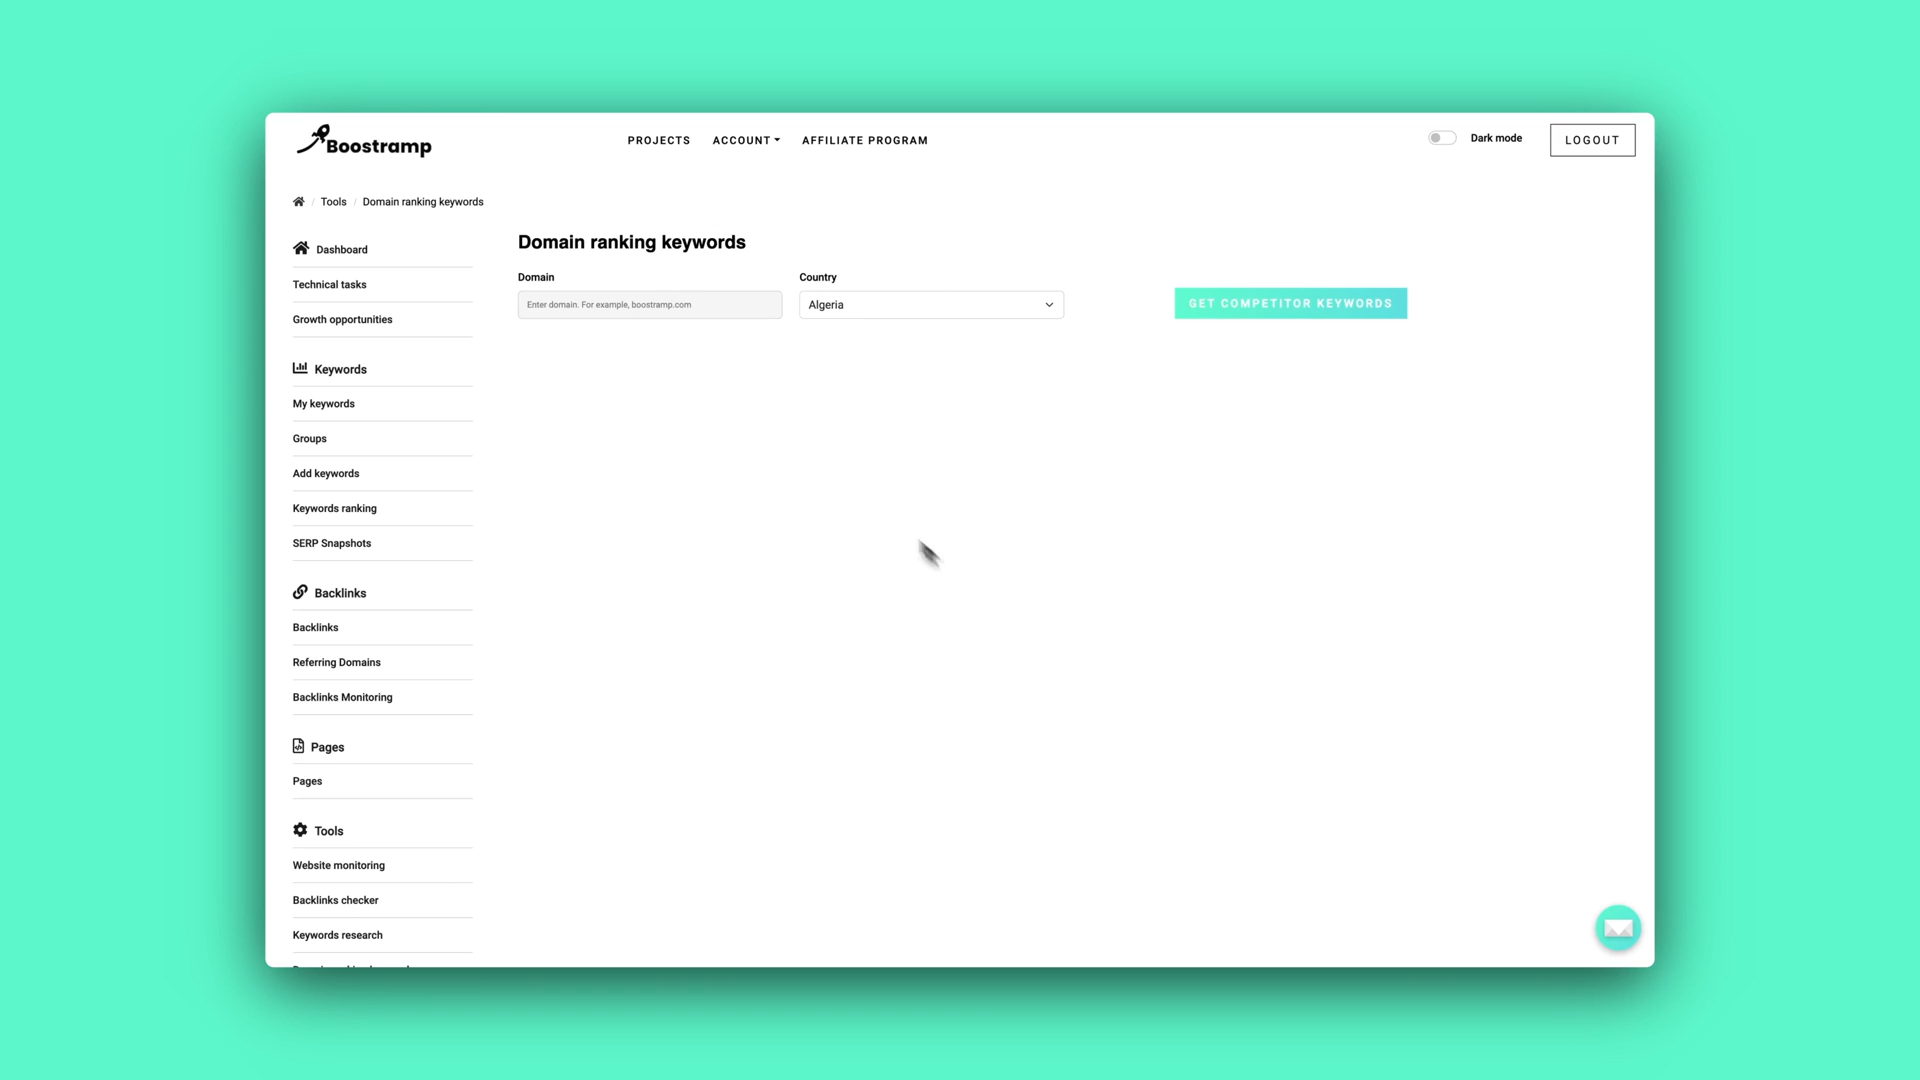 Boostramp
PROJECTS ACCOUNT AFFILIATE PROGRAM
Dark mode
LOGOUT
/ Tools / Domain ranking keywords
Dashboard
Technical tasks
Growth opportunities
Keywords
My keywords
Groups
Add keywords
Keywords ranking
SERP Snapshots
Backlinks
Backlinks
Referring Domains
Backlinks Monitoring
Pages
Pages
Tools
Website monitoring
Backlinks checker
Keywords research
Domain ranking keywords
Domain
Enter domain. For example, boostramp.com
Country
Algeria
GET COMPETITOR KEYWORDS